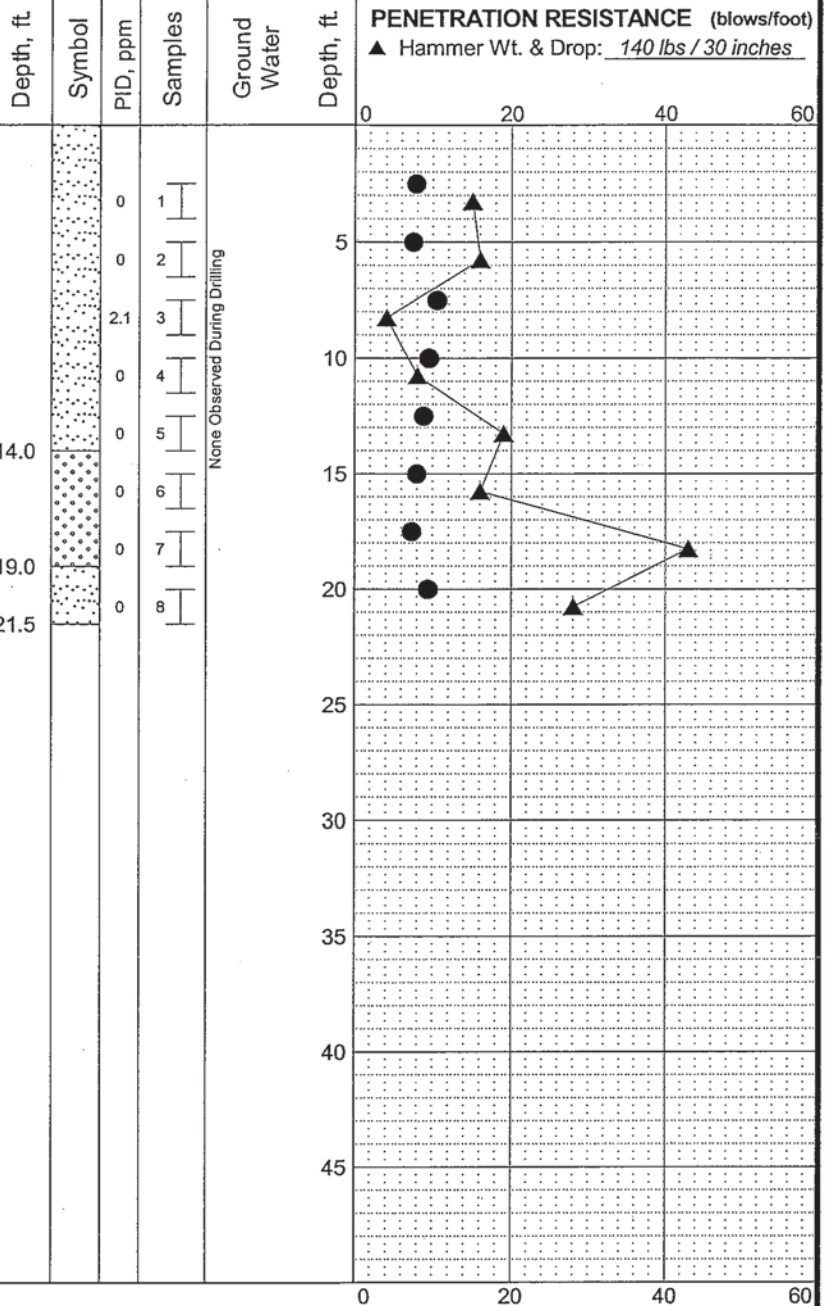 Depth, ft.
Symbol
PID, ppm
Samples
Ground
Water
Depth, ft.
PENETRATION RESISTANCE (blows/foot)
▲ Hammer Wt. & Drop: 140 lbs / 30 inches
0 20 40 60
0 1
0 2
5
2.1 3
0 4
10
0 5
None Observed During Drilling
14.0
0 6
15
0 7
19.0
0 8
20
21.5
25
30
35
40
45
0 20 40 60